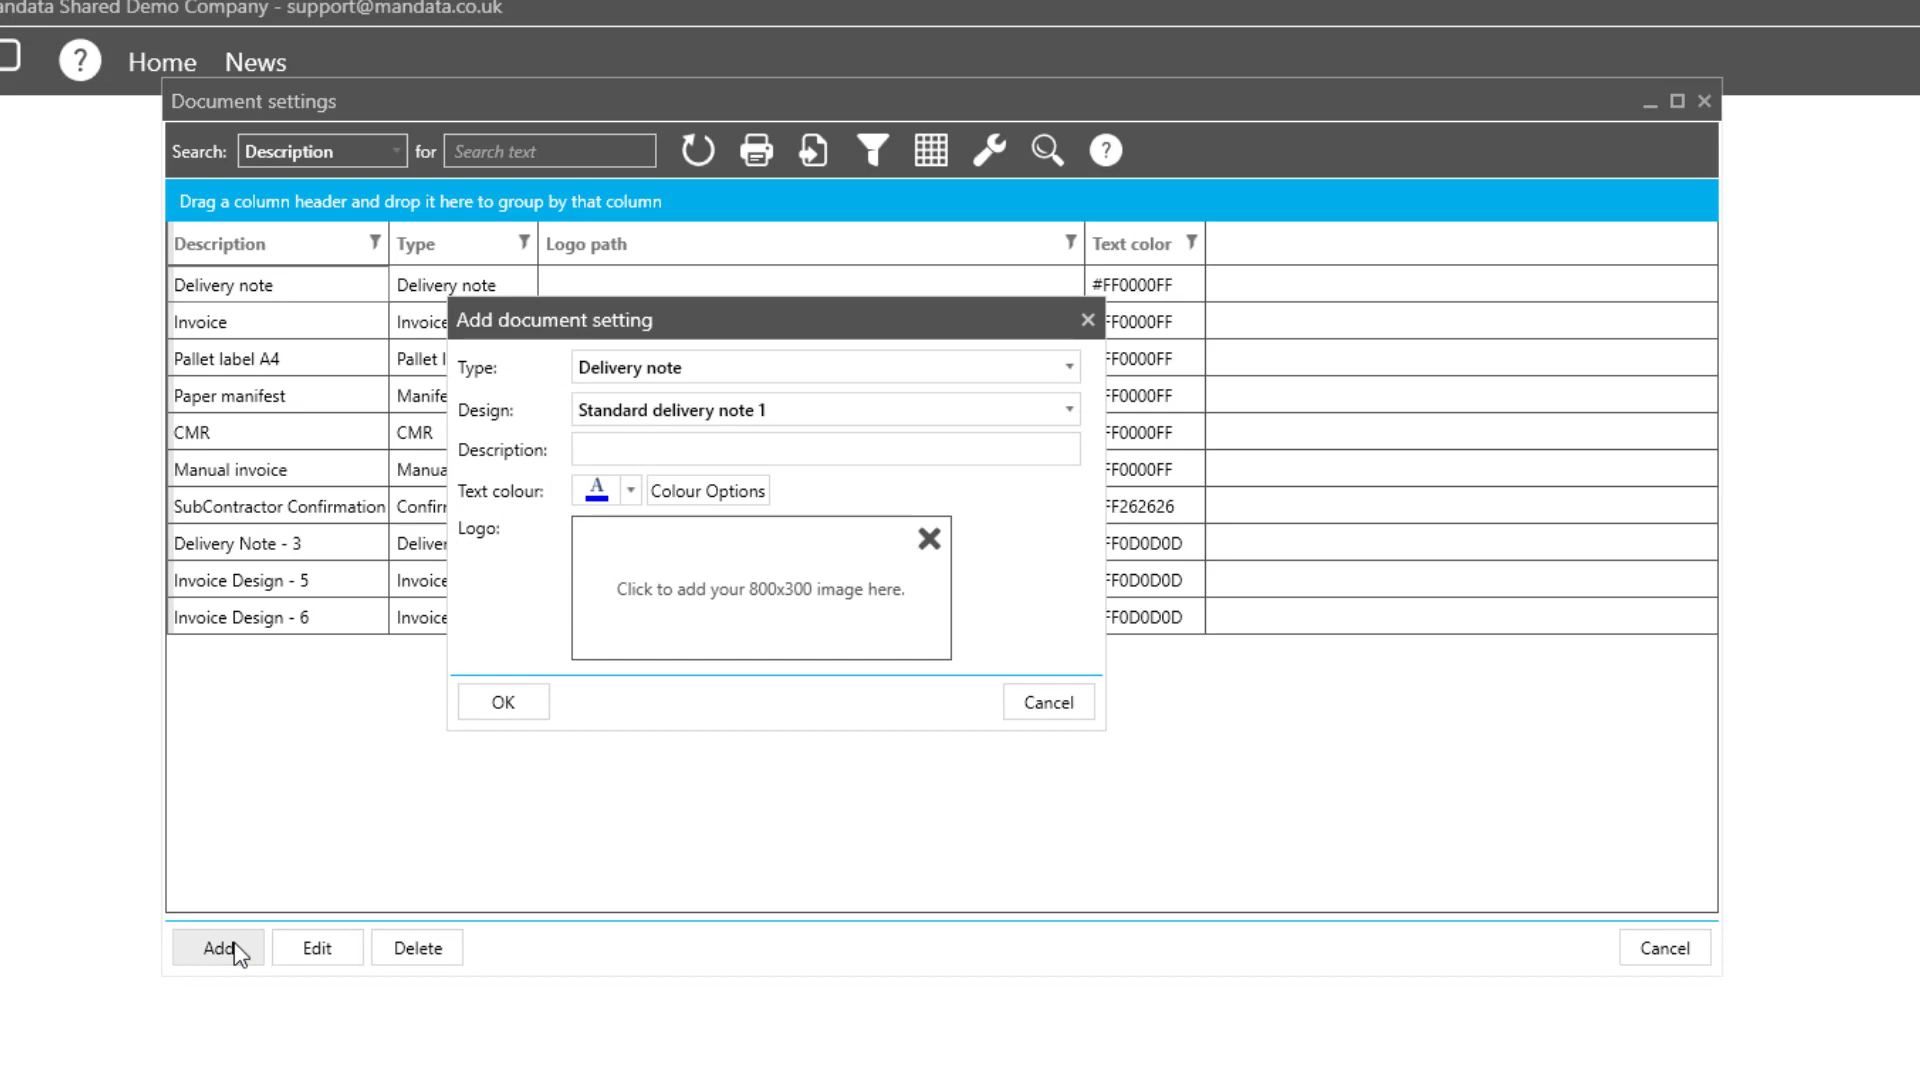 andata Shared Demo Company - support@mandata.co.uk
? Home News
Document settings
Search: Description for Search text ?
Drag a column header and drop it here to group by that column
Description Type Logo path Text color
Delivery note Delivery note #FF0000FF
Invoice Invoice FF0000FF
Pallet label A4 Pallet l FF0000FF
Paper manifest Manife FF0000FF
CMR CMR FF0000FF
Manual invoice Manua FF0000FF
SubContractor Confirmation Confirr FF262626
Delivery Note - 3 Deliver FF0D0D0D
Invoice Design - 5 Invoice FF0D0D0D
Invoice Design - 6 Invoice FF0D0D0D
Add document setting
Type: Delivery note
Design: Standard delivery note 1
Description:
Text colour: A Colour Options
Logo:
Click to add your 800x300 image here.
OK Cancel
Add Edit Delete Cancel